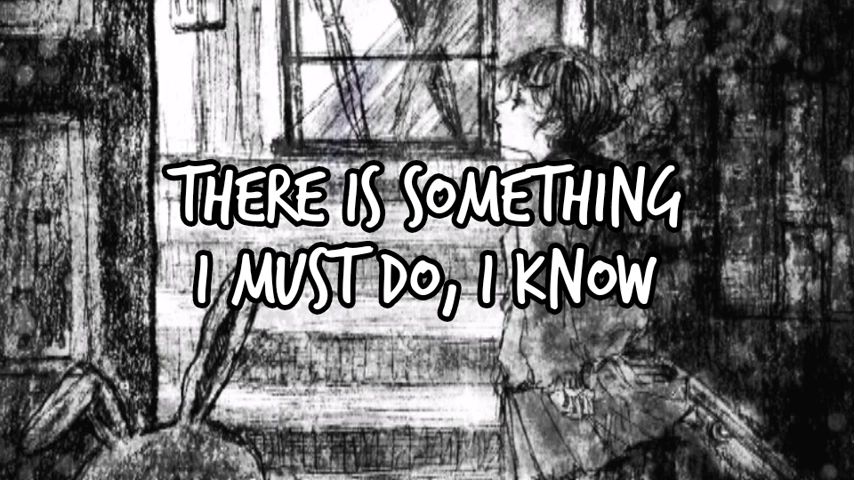 THERE IS SOMETHING
I MUST DO, I KNOW